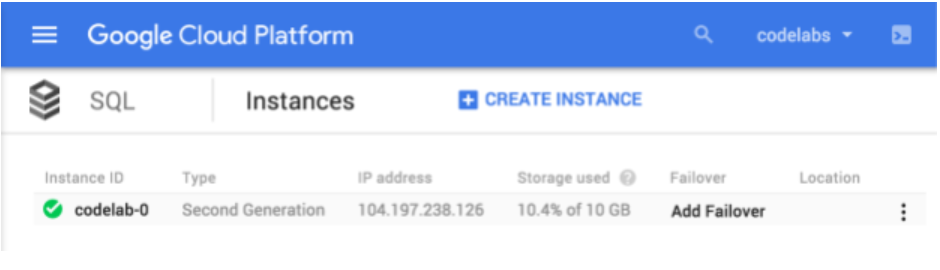 Google Cloud Platform codelabs
SQL Instances CREATE INSTANCE
Instance ID Type IP address Storage used Failover Location
codelab-0 Second Generation 104.197.238.126 10.4% of 10 GB Add Failover